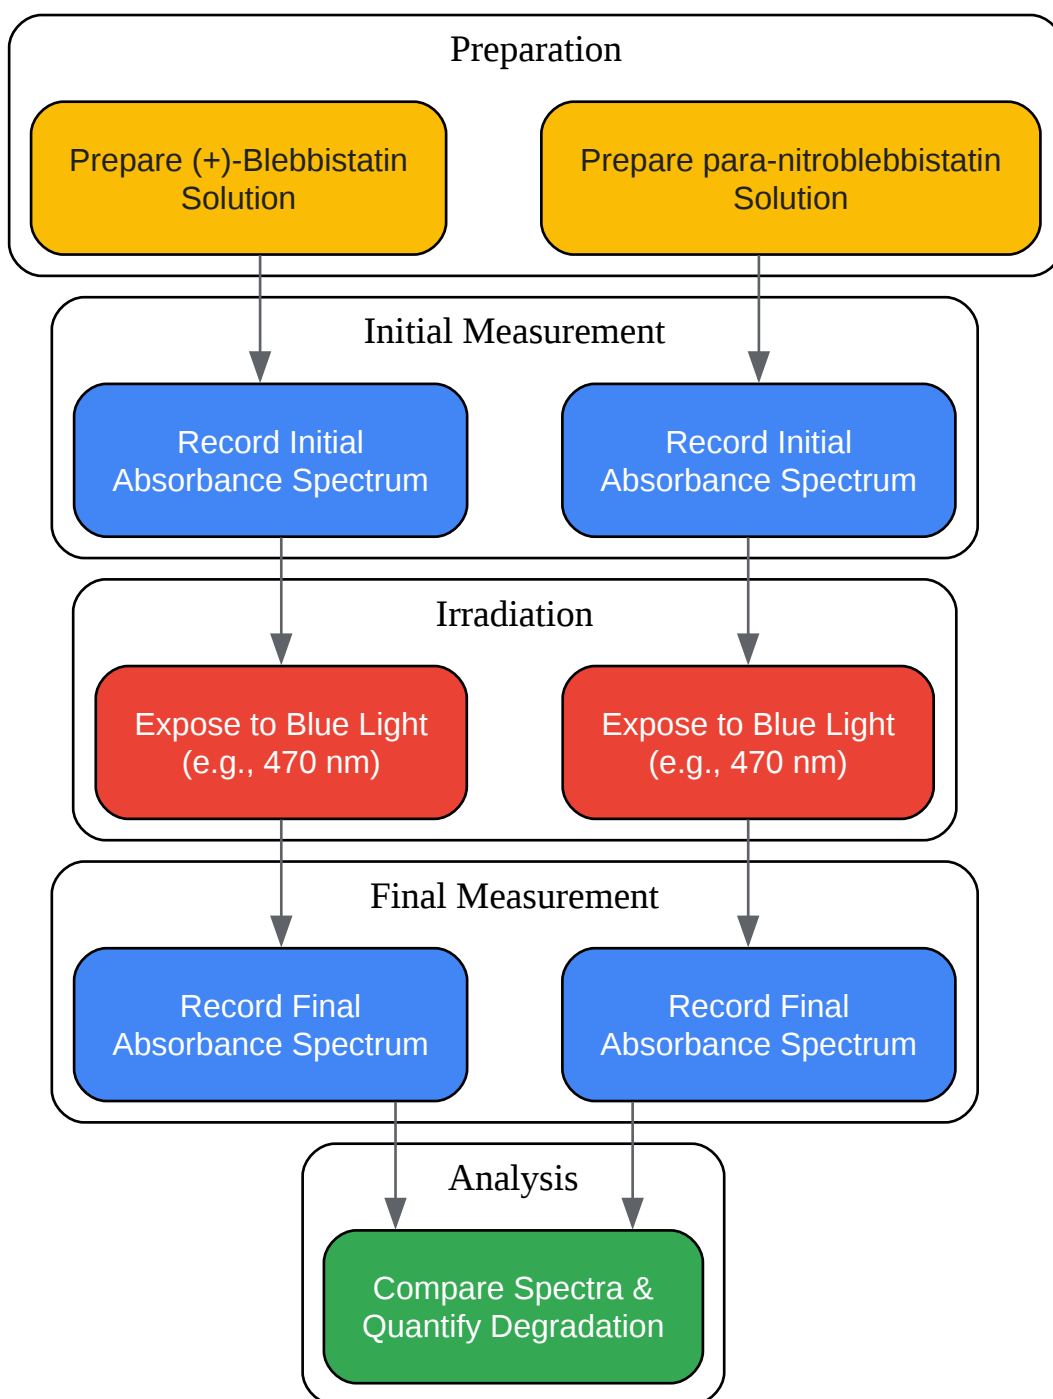 Preparation
Prepare (+)-Blebbistatin
Solution
Prepare para-nitroblebbistatin
Solution
Initial Measurement
Record Initial
Absorbance Spectrum
Record Initial
Absorbance Spectrum
Irradiation
Expose to Blue Light
(e.g., 470 nm)
Expose to Blue Light
(e.g., 470 nm)
Final Measurement
Record Final
Absorbance Spectrum
Record Final
Absorbance Spectrum
Analysis
Compare Spectra &
Quantify Degradation